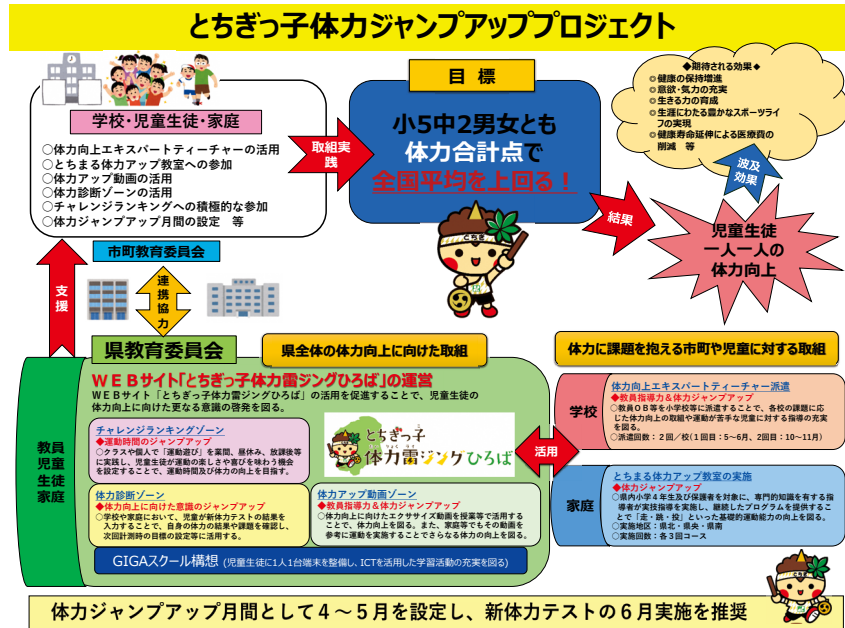 とちぎっ子体力ジャンプアッププロジェクト
学校・児童生徒・家庭
○体力向上エキスパートティーチャーの活用
○とちまる体力アップ教室への参加
○体力アップ動画の活用
○体力診断ゾーンの活用
○チャレンジランキングへの積極的な参加
○体力ジャンプアップ月間の設定　等
取組実
践
目 標
小5中2男女とも
体力合計点で
全国平均を上回る！
◆期待される効果◆
◎健康の保持増進
◎意欲・気力の充実
◎生きる力の育成
◎生涯にわたる豊かなスポーツライ
フの実現
◎健康寿命延伸による医療費の
削減　等
波及
効果
結果
児童生徒
一人一人の
体力向上
とちぎ
支援
市町教育委員会
連携協力
県教育委員会
県全体の体力向上に向けた取組
体力に課題を抱える市町や児童に対する取組
教員
児童
生徒
家庭
ＷＥＢサイト「とちぎっ子体力雷ジングひろば」の運営
ＷＥＢサイト「とちぎっ子体力雷ジングひろば」の活用を促進することで、児童生徒の
体力向上に向けた更なる意識の啓発を図る。
チャレンジランキングゾーン
◆運動時間のジャンプアップ
○クラスや個人で「運動遊び」を業間、昼休み、放課後等
に実践し、児童生徒が運動の楽しさや喜びを味わう機会
を設定することで、運動時間及び体力の向上を目指す。
とちぎっ子
体力雷ジングひろば
体力診断ゾーン
◆体力向上に向けた意識のジャンプアップ
○学校や家庭において、児童が新体力テストの結果を
入力することで、自身の体力の結果や課題を確認し、
次回計測時の目標の設定等に活用する。
体力アップ動画ゾーン
◆教員指導力＆体力ジャンプアップ
○体力向上に向けたエクササイズ動画を授業等で活用する
ことで、体力向上を図る。また、家庭等でもその動画を
参考に運動を実施することでさらなる体力の向上を図る。
GIGAスクール構想 (児童生徒に1人1台端末を整備し、ICTを活用した学習活動の充実を図る)
活用
学校
体力向上エキスパートティーチャー派遣
◆教員指導力＆体力ジャンプアップ
○教員ＯＢ等を小学校等に派遣することで、各校の課題に応
じた体力向上の取組や運動が苦手な児童に対する指導の充実
を図る。
○派遣回数：２回／校(１回目：5～6月、2回目：10～11月)
家庭
とちまる体力アップ教室の実施
◆体力ジャンプアップ
○県内小学４年生及び保護者を対象に、専門的知識を有する指
導者が実技指導を実施し、継続したプログラムを提供すること
で「走・跳・投」といった基礎的運動能力の向上を図る。
○実施地区：県北・県央・県南
○実施回数：各３回コース
体力ジャンプアップ月間として４～５月を設定し、新体力テストの６月実施を推奨